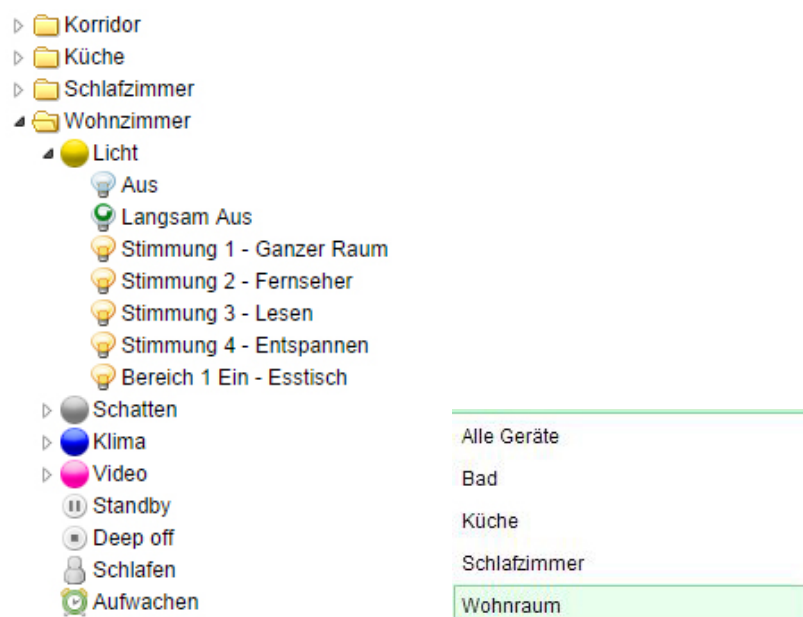 Korridor
Küche
Schlafzimmer
Wohnzimmer
Licht
Aus
Langsam Aus
Stimmung 1 - Ganzer Raum
Stimmung 2 - Fernseher
Stimmung 3 - Lesen
Stimmung 4 - Entspannen
Bereich 1 Ein - Esstisch
Schatten
Klima
Video
Standby
Deep off
Schlafen
Aufwachen
Alle Geräte
Bad
Küche
Schlafzimmer
Wohnraum